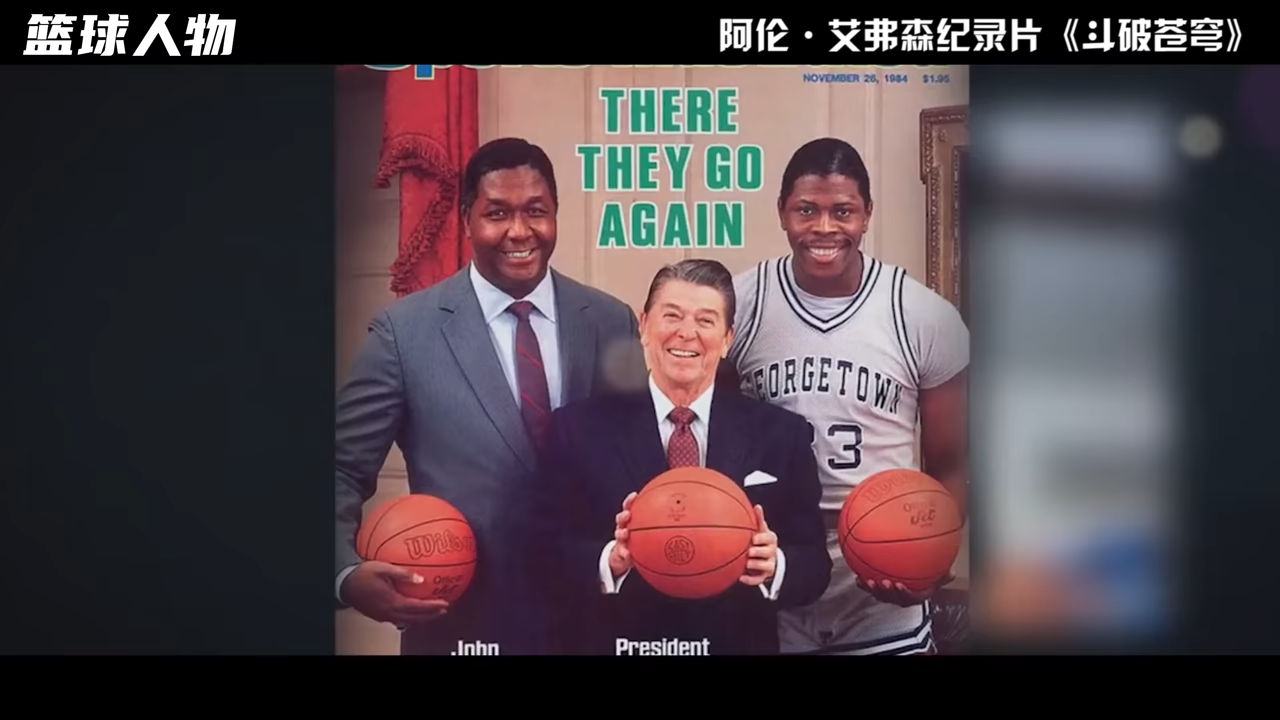 篮球人物
阿伦·艾弗森纪录片《斗破苍穹》
NOVEMBER 26, 1984 $1.95
THERE
THEY GO
AGAIN
GEORGETOWN
33
Wilson
John
President